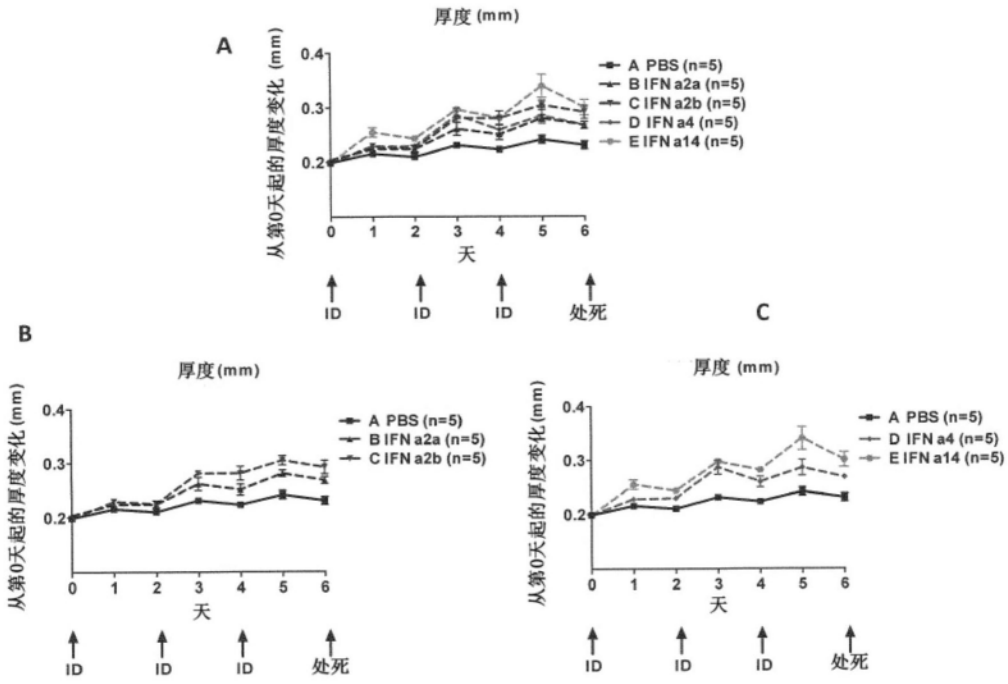 厚度 (mm)
A
从第0天起的厚度变化 (mm)
0.4
0.3
0.2
0 1 2 3 4 5 6
天
A PBS (n=5)
B IFN a2a (n=5)
C IFN a2b (n=5)
D IFN a4 (n=5)
E IFN a14 (n=5)
ID ID ID 处死
B
厚度 (mm)
从第0天起的厚度变化 (mm)
0.4
0.3
0.2
0 1 2 3 4 5 6
天
A PBS (n=5)
B IFN a2a (n=5)
C IFN a2b (n=5)
ID ID ID 处死
C
厚度 (mm)
从第0天起的厚度变化 (mm)
0.4
0.3
0.2
0 1 2 3 4 5 6
天
A PBS (n=5)
D IFN a4 (n=5)
E IFN a14 (n=5)
ID ID ID 处死